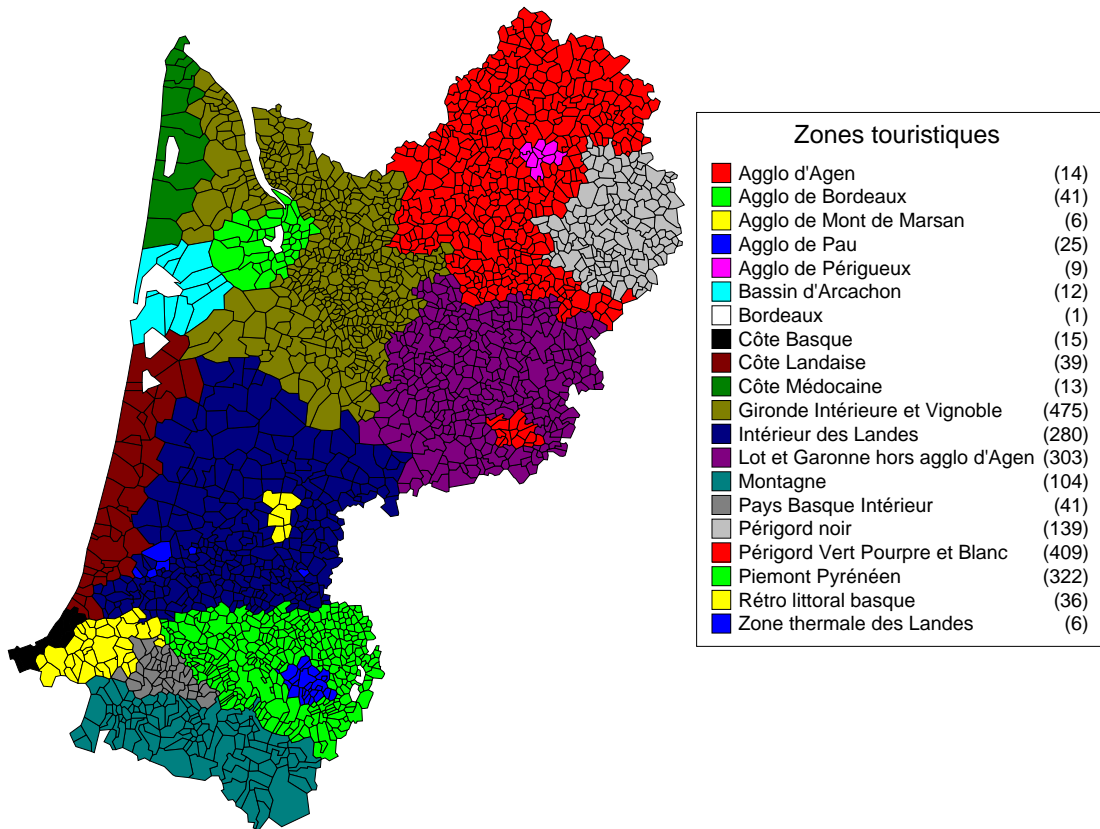 Zones touristiques
Agglo d'Agen (14)
Agglo de Bordeaux (41)
Agglo de Mont de Marsan (6)
Agglo de Pau (25)
Agglo de Périgueux (9)
Bassin d'Arcachon (12)
Bordeaux (1)
Côte Basque (15)
Côte Landaise (39)
Côte Médocaine (13)
Gironde Intérieure et Vignoble (475)
Intérieur des Landes (280)
Lot et Garonne hors agglo d'Agen (303)
Montagne (104)
Pays Basque Intérieur (41)
Périgord noir (139)
Périgord Vert Pourpre et Blanc (409)
Piemont Pyrénéen (322)
Rétro littoral basque (36)
Zone thermale des Landes (6)